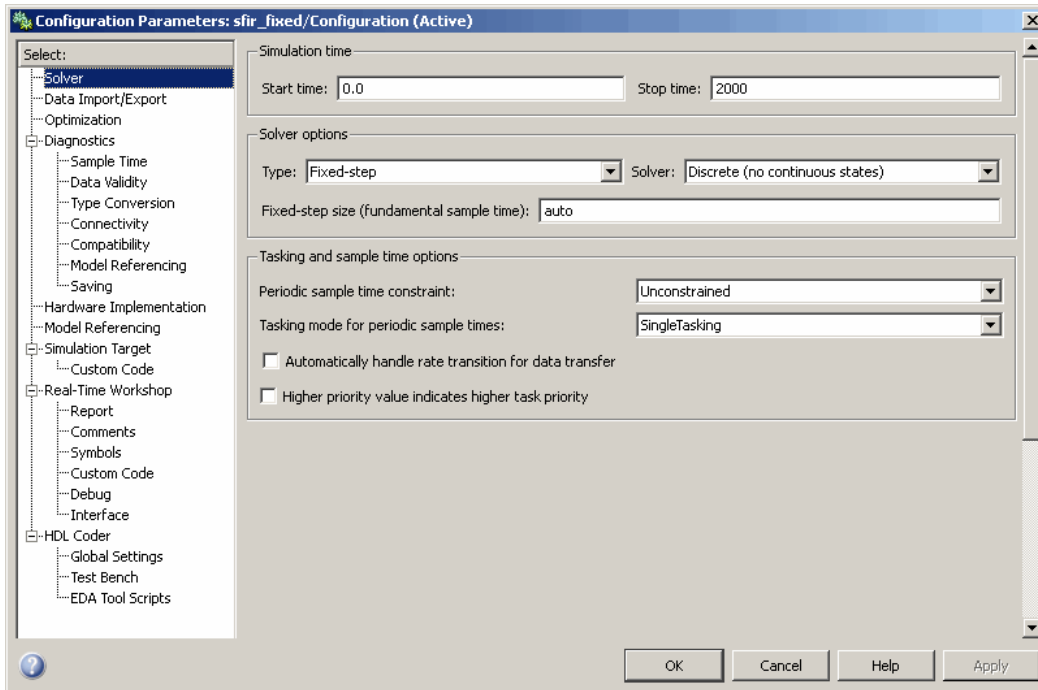 Configuration Parameters: sfir_fixed/Configuration (Active)
Select:
Solver
Data Import/Export
Optimization
Diagnostics
Sample Time
Data Validity
Type Conversion
Connectivity
Compatibility
Model Referencing
Saving
Hardware Implementation
Model Referencing
Simulation Target
Custom Code
Real-Time Workshop
Report
Comments
Symbols
Custom Code
Debug
Interface
HDL Coder
Global Settings
Test Bench
EDA Tool Scripts
Simulation time
Start time: 0.0 Stop time: 2000
Solver options
Type: Fixed-step Solver: Discrete (no continuous states)
Fixed-step size (fundamental sample time): auto
Tasking and sample time options
Periodic sample time constraint: Unconstrained
Tasking mode for periodic sample times: SingleTasking
Automatically handle rate transition for data transfer
Higher priority value indicates higher task priority
OK Cancel Help Apply